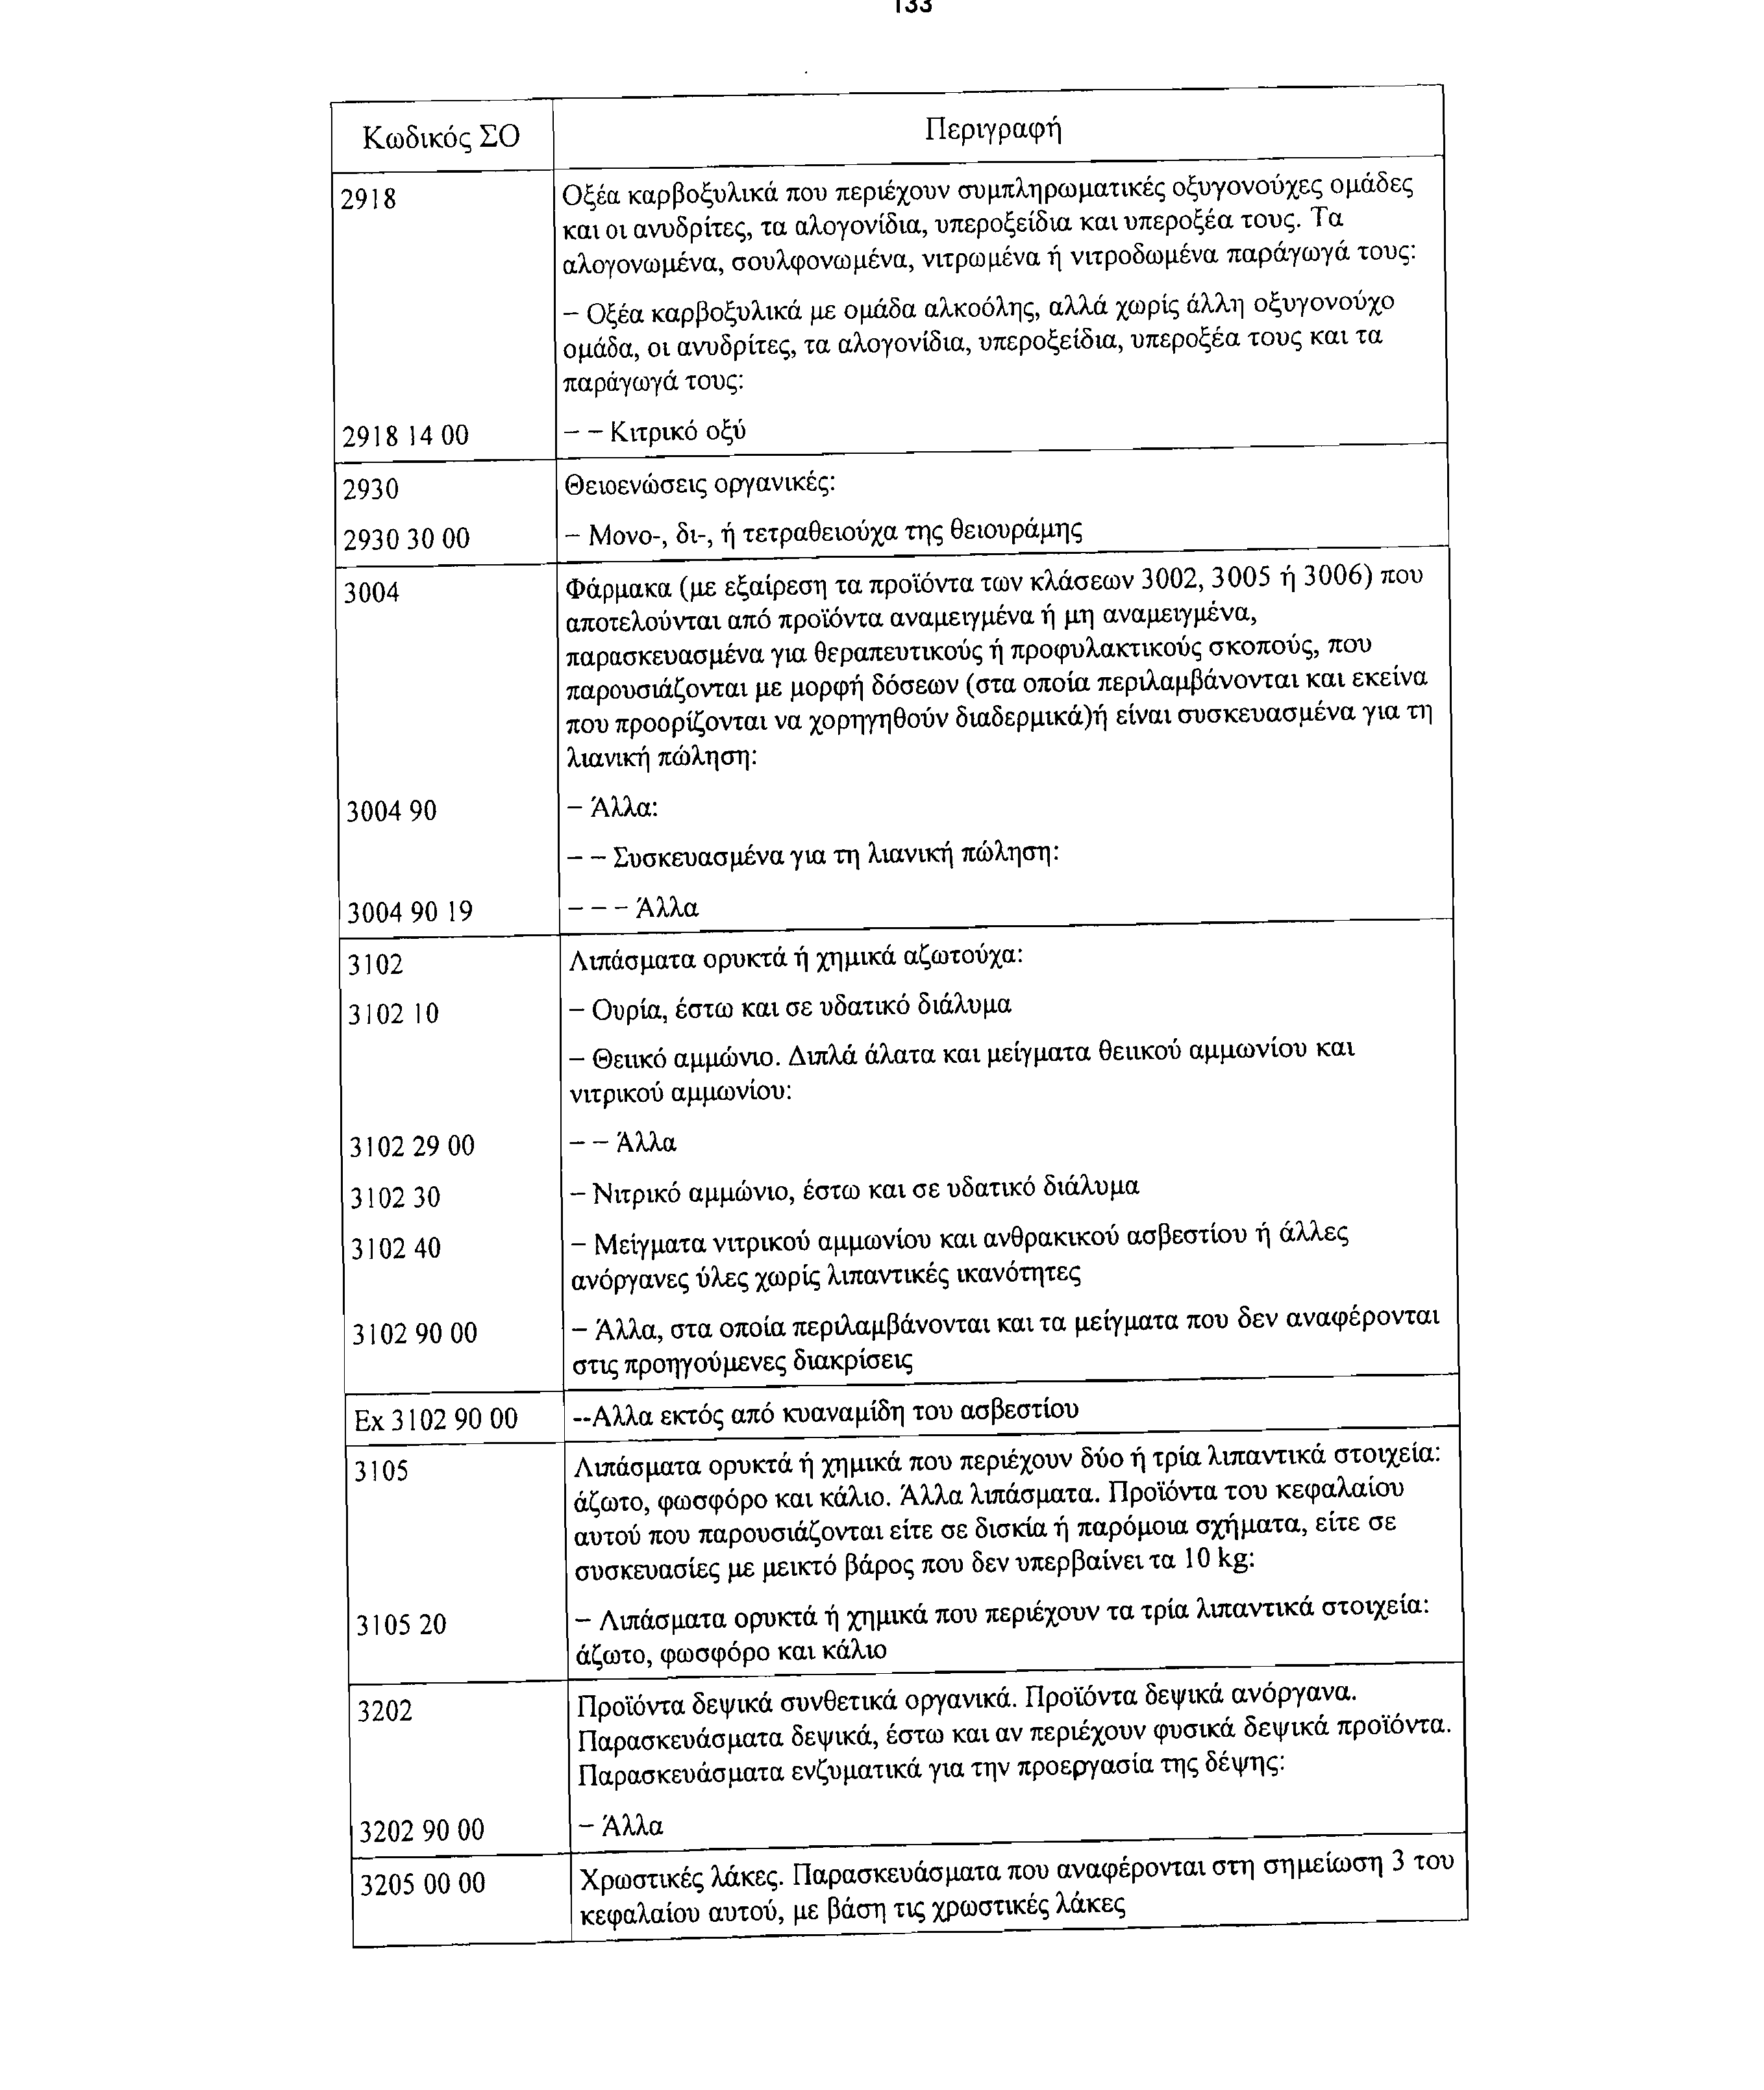 133
Κωδικός ΣΟ Περιγραφή
2918 Οξέα καρβοξυλικά που περιέχουν συμπληρωματικές οξυγονούχες ομάδες
και οι ανυδρίτες, τα αλογονίδια, υπεροξείδια και υπεροξέα τους. Τα
αλογονωμένα, σουλφονωμένα, νιτρωμένα ή νιτροδωμένα παράγωγά τους:
– Οξέα καρβοξυλικά με ομάδα αλκοόλης, αλλά χωρίς άλλη οξυγονούχο
ομάδα, οι ανυδρίτες, τα αλογονίδια, υπεροξείδια, υπεροξέα τους και τα
παράγωγά τους:
2918 14 00 – – Κιτρικό οξύ
2930 Θειοενώσεις οργανικές:
2930 30 00 – Μονο-, δι-, ή τετραθειούχα της θειουράμης
3004 Φάρμακα (με εξαίρεση τα προϊόντα των κλάσεων 3002, 3005 ή 3006) που
αποτελούνται από προϊόντα αναμειγμένα ή μη αναμειγμένα,
παρασκευασμένα για θεραπευτικούς ή προφυλακτικούς σκοπούς, που
παρουσιάζονται με μορφή δόσεων (στα οποία περιλαμβάνονται και εκείνα
που προορίζονται να χορηγηθούν διαδερμικά)ή είναι συσκευασμένα για τη
λιανική πώληση:
3004 90 – Άλλα:
– – Συσκευασμένα για τη λιανική πώληση:
3004 90 19 – – – Άλλα
3102 Λιπάσματα ορυκτά ή χημικά αζωτούχα:
3102 10 – Ουρία, έστω και σε υδατικό διάλυμα
– Θειικό αμμώνιο. Διπλά άλατα και μείγματα θειικού αμμωνίου και
νιτρικού αμμωνίου:
3102 29 00 – – Άλλα
3102 30 – Νιτρικό αμμώνιο, έστω και σε υδατικό διάλυμα
3102 40 – Μείγματα νιτρικού αμμωνίου και ανθρακικού ασβεστίου ή άλλες
ανόργανες ύλες χωρίς λιπαντικές ικανότητες
3102 90 00 – Άλλα, στα οποία περιλαμβάνονται και τα μείγματα που δεν αναφέρονται
στις προηγούμενες διακρίσεις
Ex 3102 90 00 --Αλλα εκτός από κυαναμίδη του ασβεστίου
3105 Λιπάσματα ορυκτά ή χημικά που περιέχουν δύο ή τρία λιπαντικά στοιχεία:
άζωτο, φωσφόρο και κάλιο. Άλλα λιπάσματα. Προϊόντα του κεφαλαίου
αυτού που παρουσιάζονται είτε σε δισκία ή παρόμοια σχήματα, είτε σε
συσκευασίες με μεικτό βάρος που δεν υπερβαίνει τα 10 kg:
3105 20 – Λιπάσματα ορυκτά ή χημικά που περιέχουν τα τρία λιπαντικά στοιχεία:
άζωτο, φωσφόρο και κάλιο
3202 Προϊόντα δεψικά συνθετικά οργανικά. Προϊόντα δεψικά ανόργανα.
Παρασκευάσματα δεψικά, έστω και αν περιέχουν φυσικά δεψικά προϊόντα.
Παρασκευάσματα ενζυματικά για την προεργασία της δέψης:
3202 90 00 – Άλλα
3205 00 00 Χρωστικές λάκες. Παρασκευάσματα που αναφέρονται στη σημείωση 3 του
κεφαλαίου αυτού, με βάση τις χρωστικές λάκες